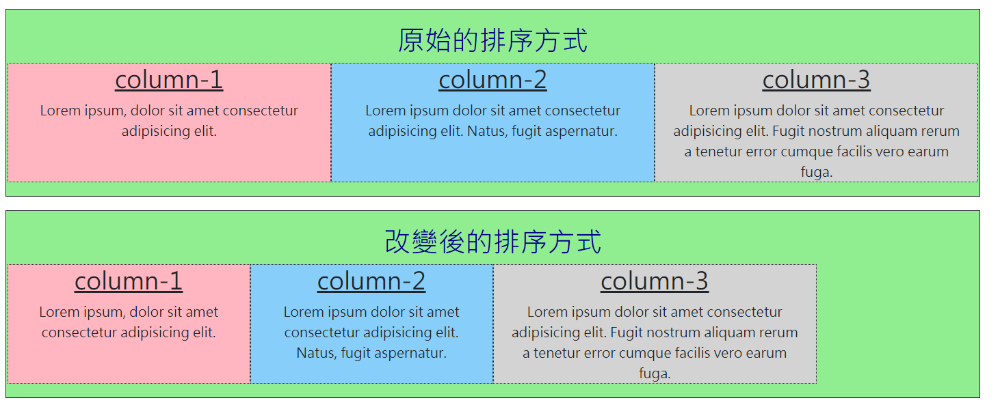 原始的排序方式
column-1
Lorem ipsum, dolor sit amet consectetur
adipisicing elit.
column-2
Lorem ipsum dolor sit amet consectetur
adipisicing elit. Natus, fugit aspernatur.
column-3
Lorem ipsum dolor sit amet consectetur
adipisicing elit. Fugit nostrum aliquam rerum
a tenetur error cumque facilis vero earum
fuga.
改變後的排序方式
column-1
Lorem ipsum, dolor sit amet
consectetur adipisicing elit.
column-2
Lorem ipsum dolor sit amet
consectetur adipisicing elit.
Natus, fugit aspernatur.
column-3
Lorem ipsum dolor sit amet consectetur
adipisicing elit. Fugit nostrum aliquam rerum
a tenetur error cumque facilis vero earum
fuga.